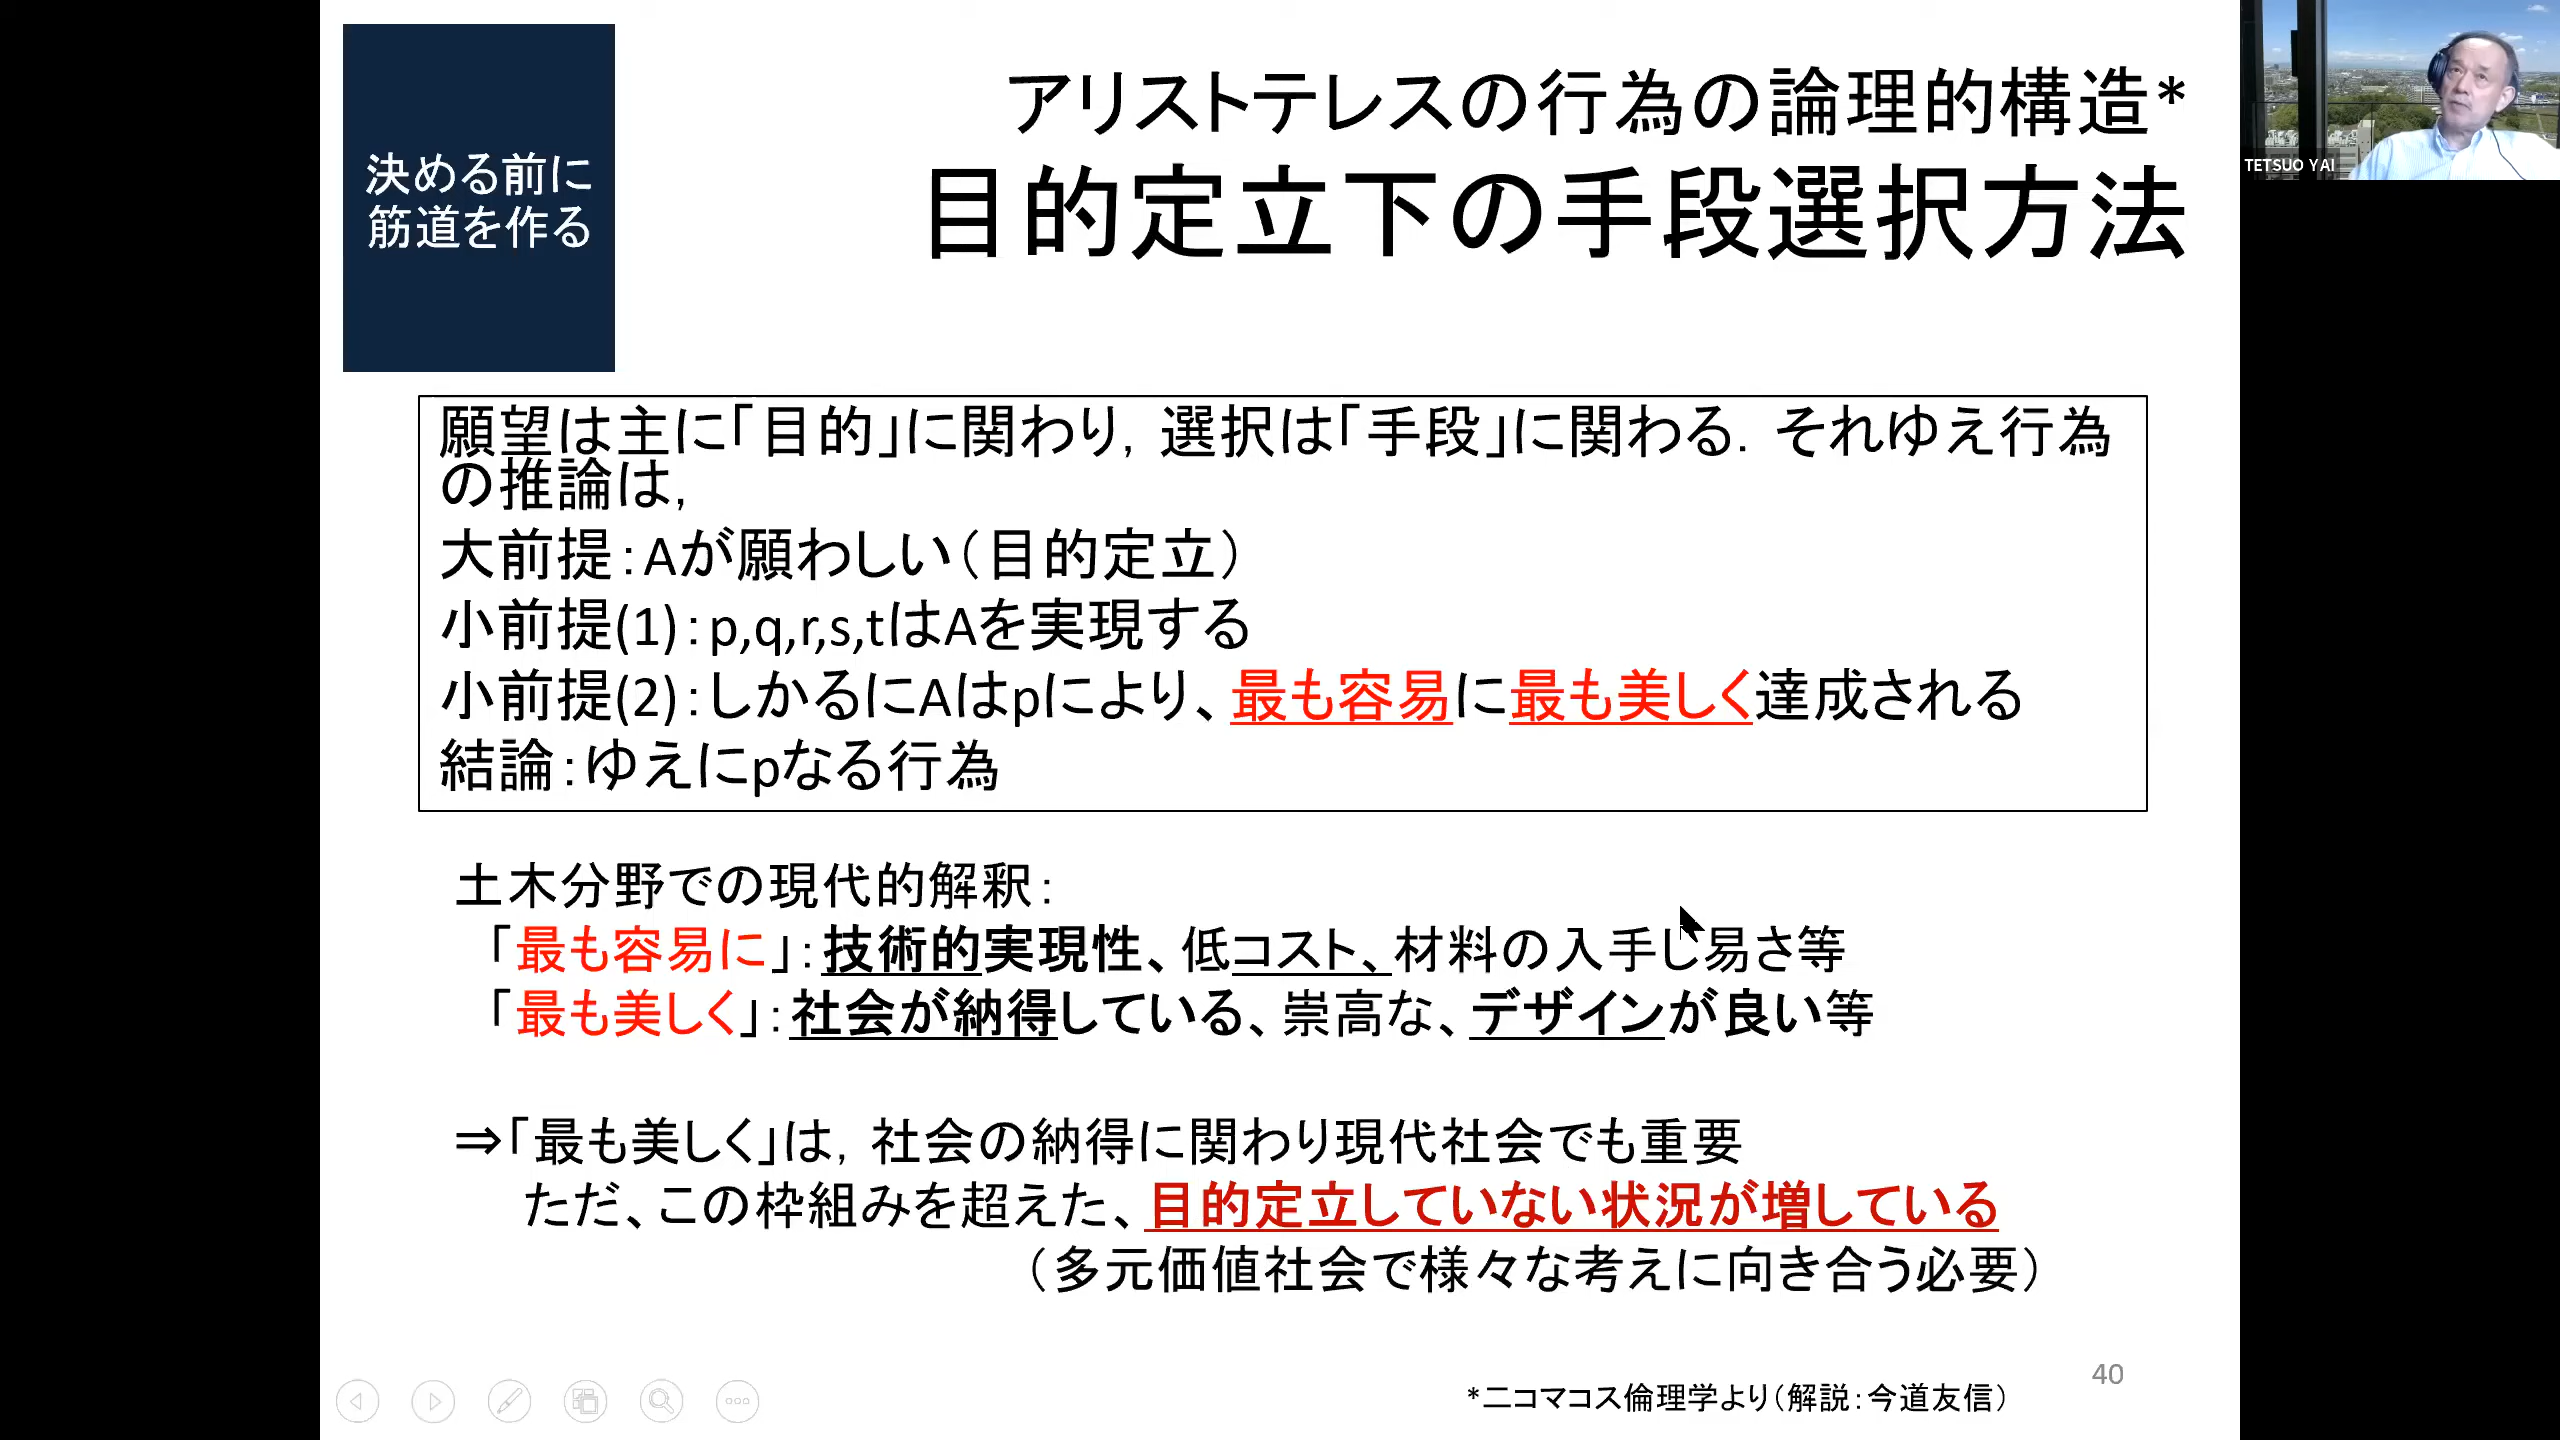 決める前に
筋道を作る
アリストテレスの行為の論理的構造*
目的定立下の手段選択方法
TETSUO YAI
願望は主に「目的」に関わり，選択は「手段」に関わる．それゆえ行為
の推論は，
大前提：Aが願わしい（目的定立）
小前提(1)：p,q,r,s,tはAを実現する
小前提(2)：しかるにAはpにより、最も容易に最も美しく達成される
結論：ゆえにpなる行為
土木分野での現代的解釈：
「最も容易に」：技術的実現性、低コスト、材料の入手し易さ等
「最も美しく」：社会が納得している、崇高な、デザインが良い等
⇒「最も美しく」は，社会の納得に関わり現代社会でも重要
ただ、この枠組みを超えた、目的定立していない状況が増している
（多元価値社会で様々な考えに向き合う必要）
40
*ニコマコス倫理学より（解説：今道友信）